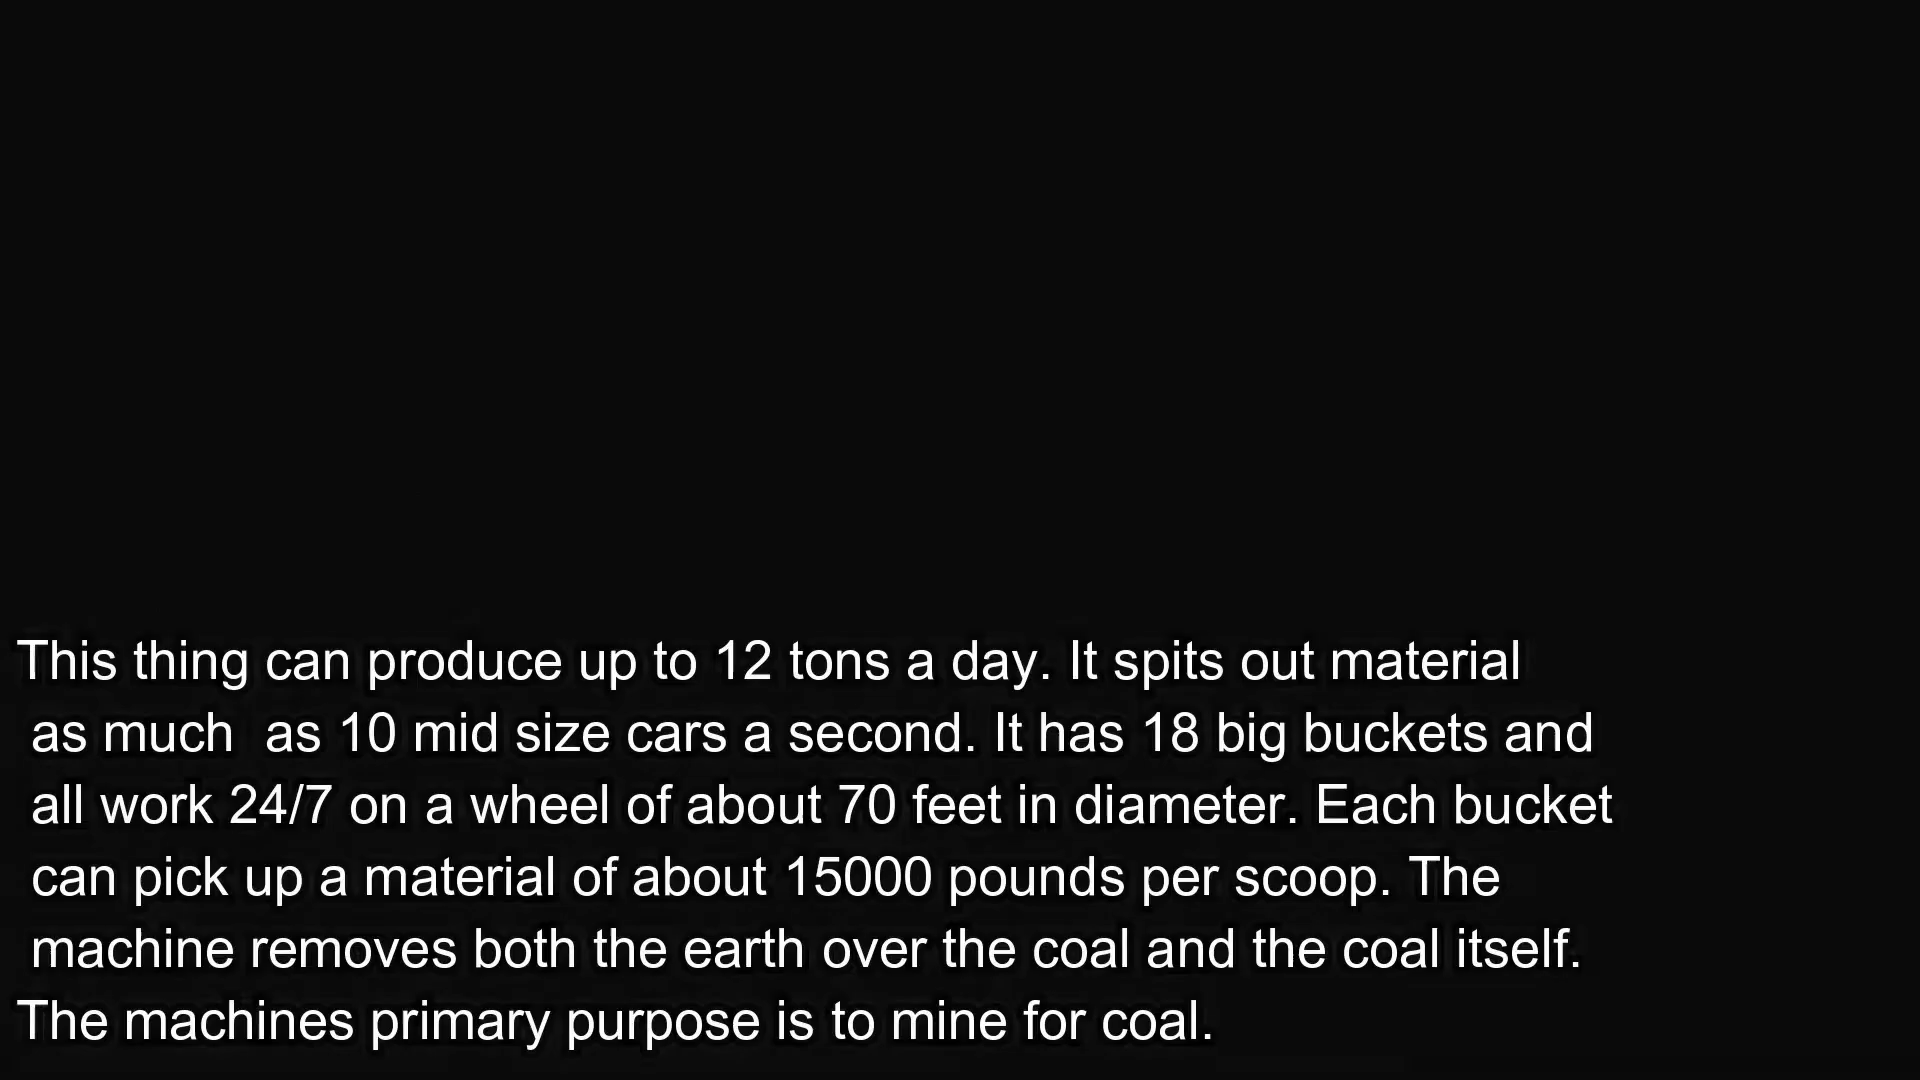 This thing can produce up to 12 tons a day. It spits out material
as much  as 10 mid size cars a second. It has 18 big buckets and
all work 24/7 on a wheel of about 70 feet in diameter. Each bucket
can pick up a material of about 15000 pounds per scoop. The
machine removes both the earth over the coal and the coal itself.
The machines primary purpose is to mine for coal.